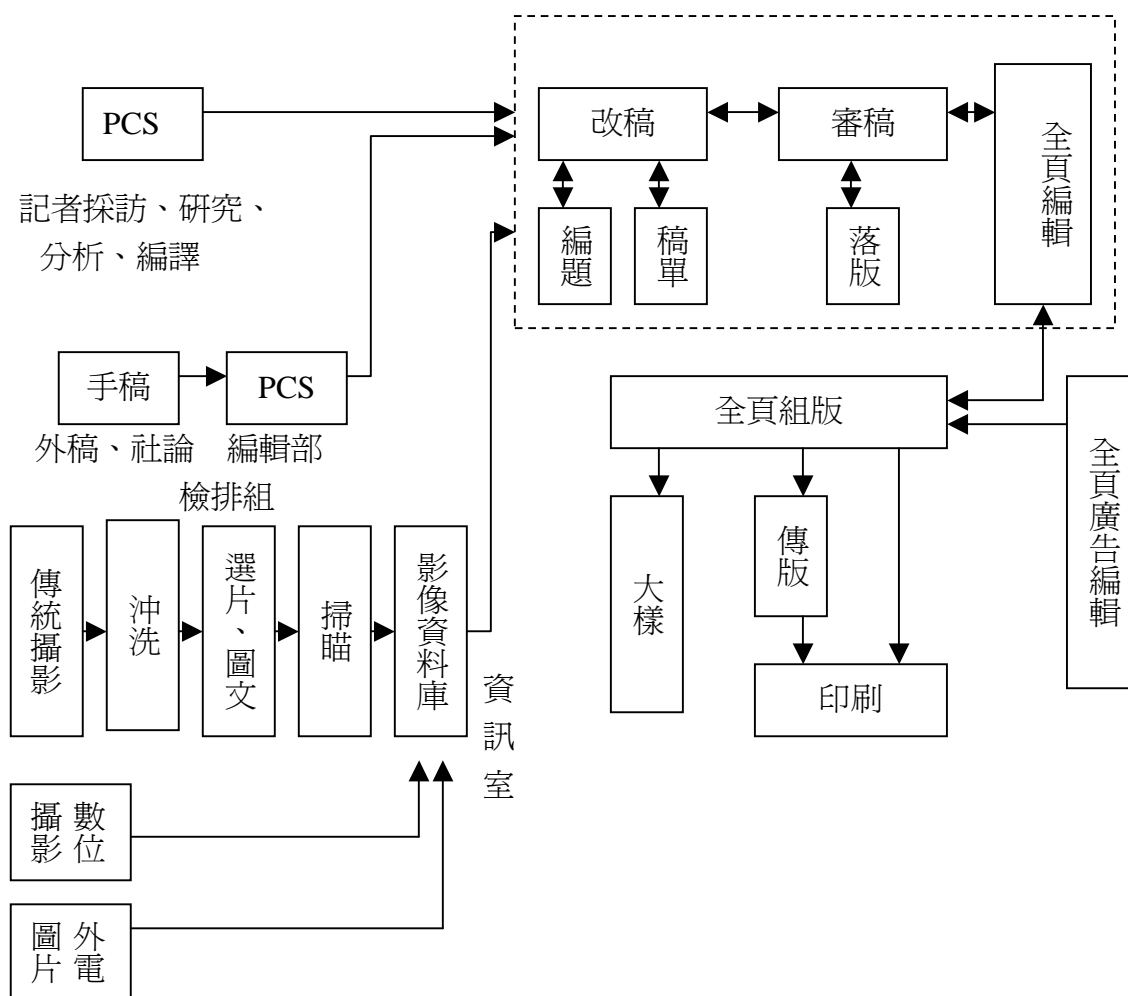 PCS
記者採訪、研究、
分析、編譯
改稿
審稿
全頁編輯
編題
稿單
落版
手稿
PCS
外稿、社論
編輯部
檢排組
全頁組版
全頁廣告編輯
大樣
傳版
印刷
傳統攝影
沖洗
選片、圖文
掃瞄
影像資料庫
資訊室
數位
攝影
外電
圖片